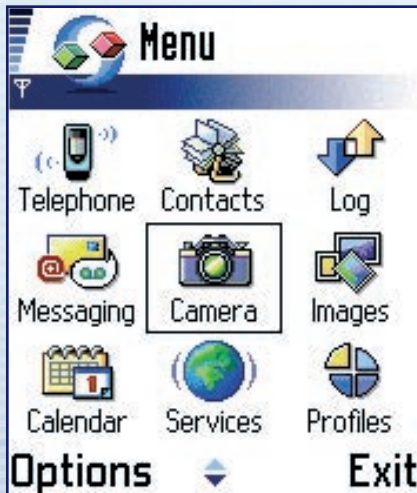 Menu
Telephone Contacts Log
Messaging Camera Images
Calendar Services Profiles
Options Exit